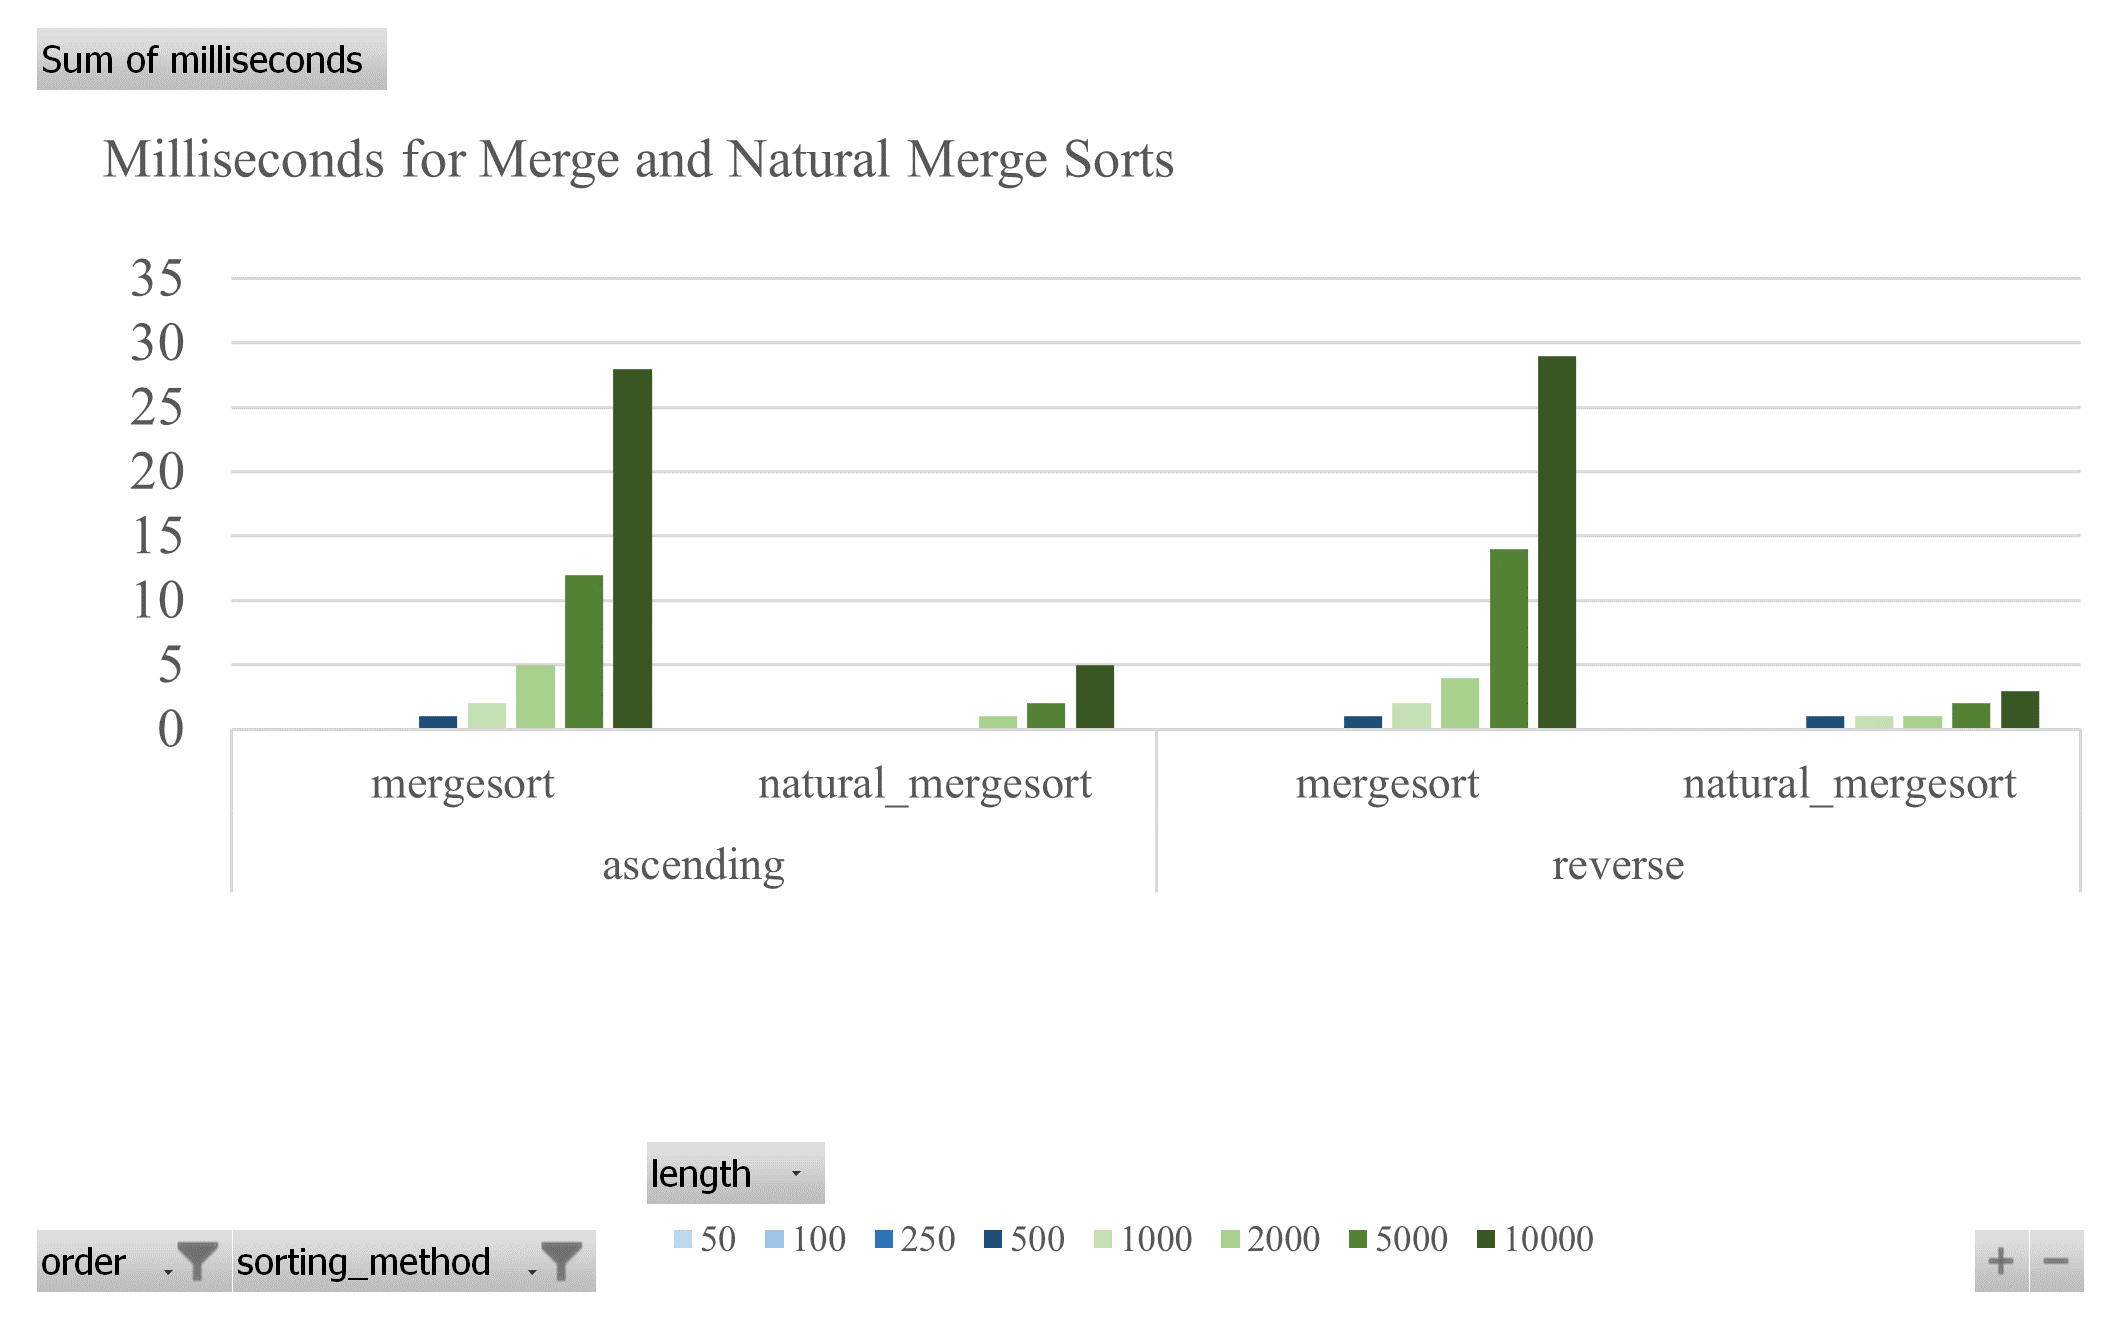 Sum of milliseconds
Milliseconds for Merge and Natural Merge Sorts
35
30
25
20
15
10
5
0
mergesort natural_mergesort mergesort natural_mergesort
ascending reverse
length
50 100 250 500 1000 2000 5000 10000
order sorting_method + −